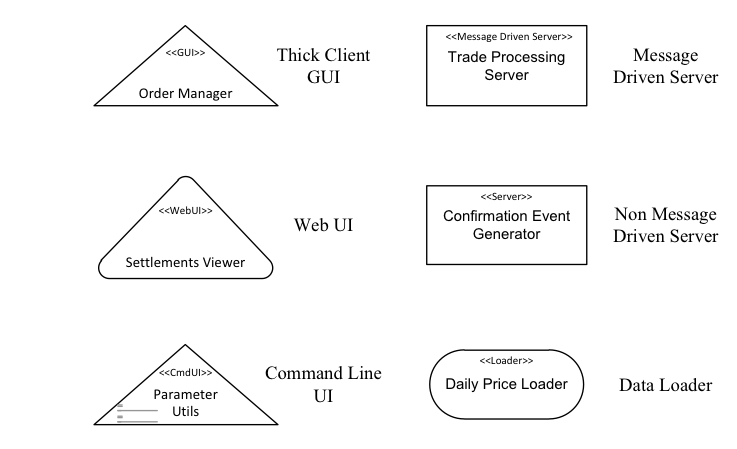 <<GUI>>
Order Manager
Thick Client
GUI
<<Message Driven Server>>
Trade Processing
Server
Message
Driven Server
<<WebUI>>
Settlements Viewer
Web UI
<<Server>>
Confirmation Event
Generator
Non Message
Driven Server
<<CmdUI>>
Parameter
Utils
Command Line
UI
<<Loader>>
Daily Price Loader
Data Loader